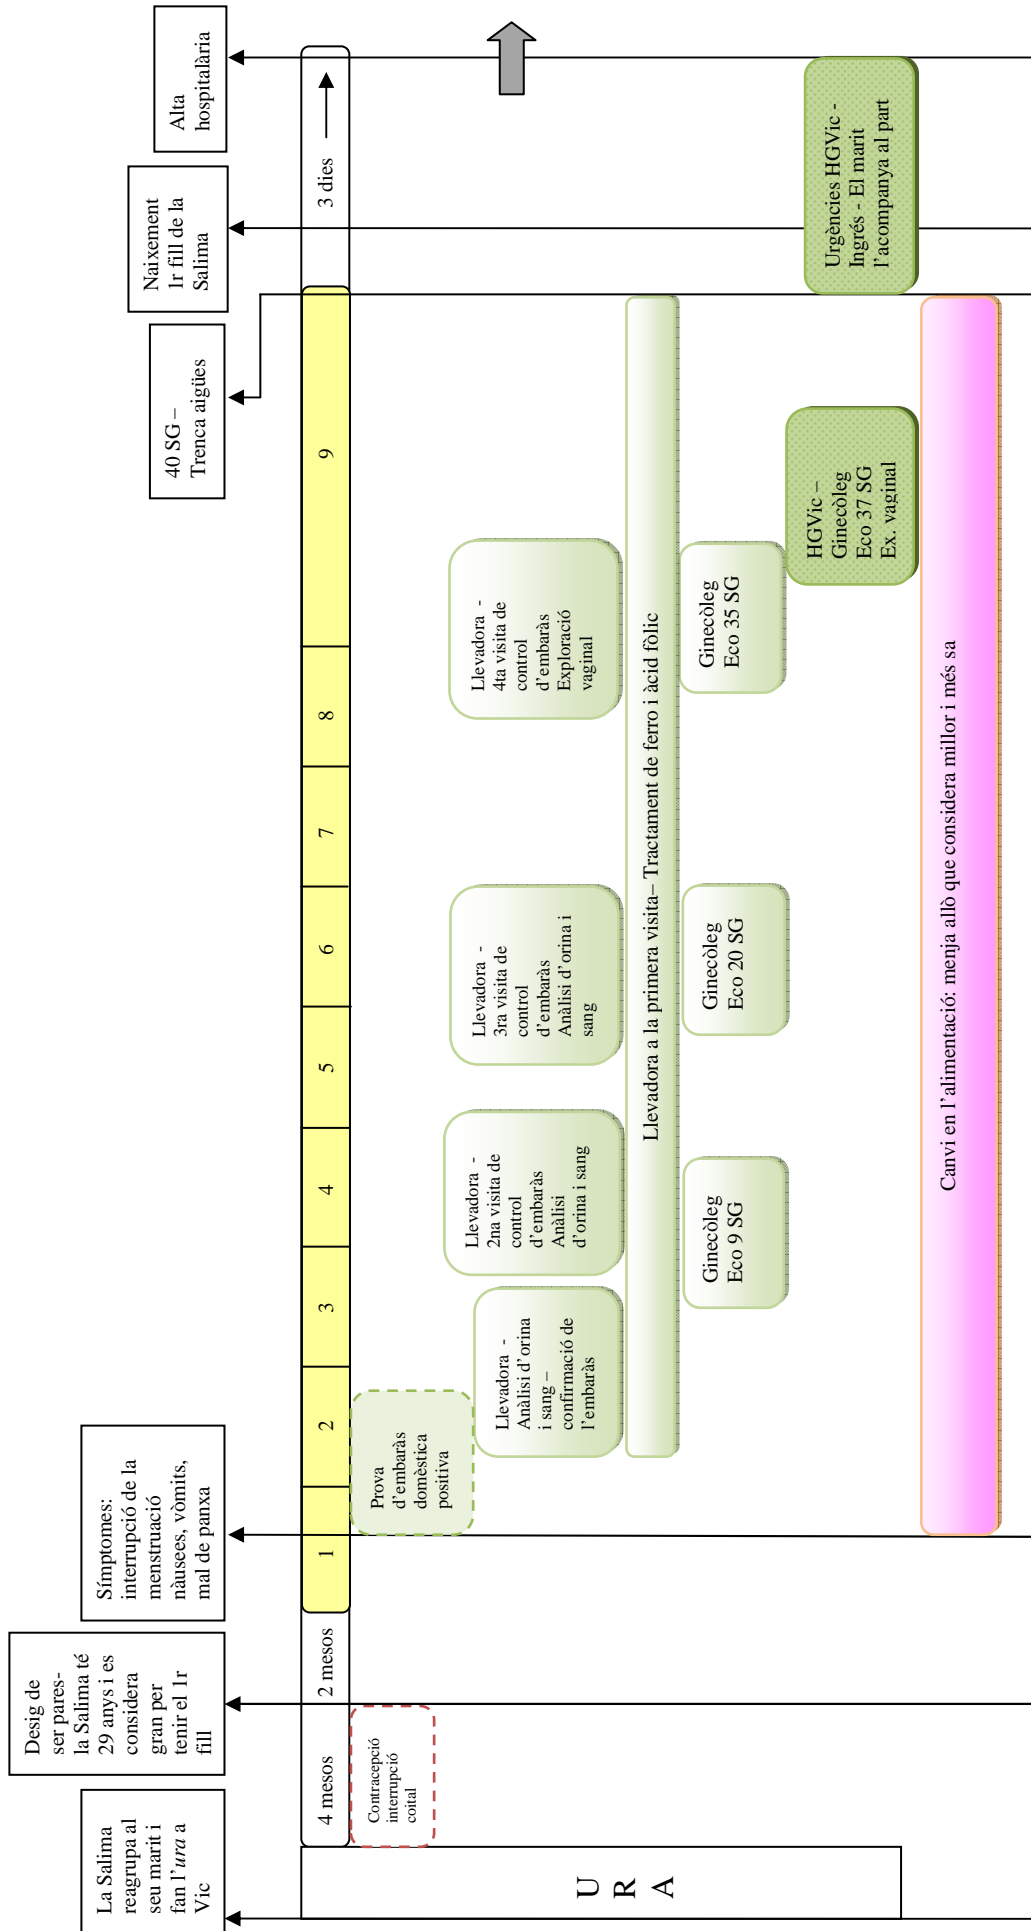 La Salima
reagrupa al
seu marit i
fan l'ura a
Vic
Desig de
ser pares-
la Salima té
29 anys i es
considera
gran per
tenir el 1r
fill
Símptomes:
interrupció de la
menstruació
nàusees, vòmits,
mal de panxa
40 SG –
Trenca aigües
Naixement
1r fill de la
Salima
Alta
hospitalària
4 mesos
2 mesos
1
2
3
4
5
6
7
8
9
3 dies
U
R
A
Contracepció
interrupció
coital
Prova
d'embaràs
domèstica
positiva
Llevadora -
Anàlisi d'orina
i sang –
confirmació de
l'embaràs
Llevadora -
2na visita de
control
d'embaràs
Anàlisi
d'orina i sang
Llevadora -
3ra visita de
control
d'embaràs
Anàlisi d'orina i
sang
Llevadora -
4ta visita de
control
d'embaràs
Exploració
vaginal
Llevadora a la primera visita– Tractament de ferro i àcid fòlic
Ginecòleg
Eco 9 SG
Ginecòleg
Eco 20 SG
Ginecòleg
Eco 35 SG
HGVic –
Ginecòleg
Eco 37 SG
Ex. vaginal
Urgències HGVic -
Ingrés - El marit
l'acompanya al part
Canvi en l'alimentació: menja allò que considera millor i més sa